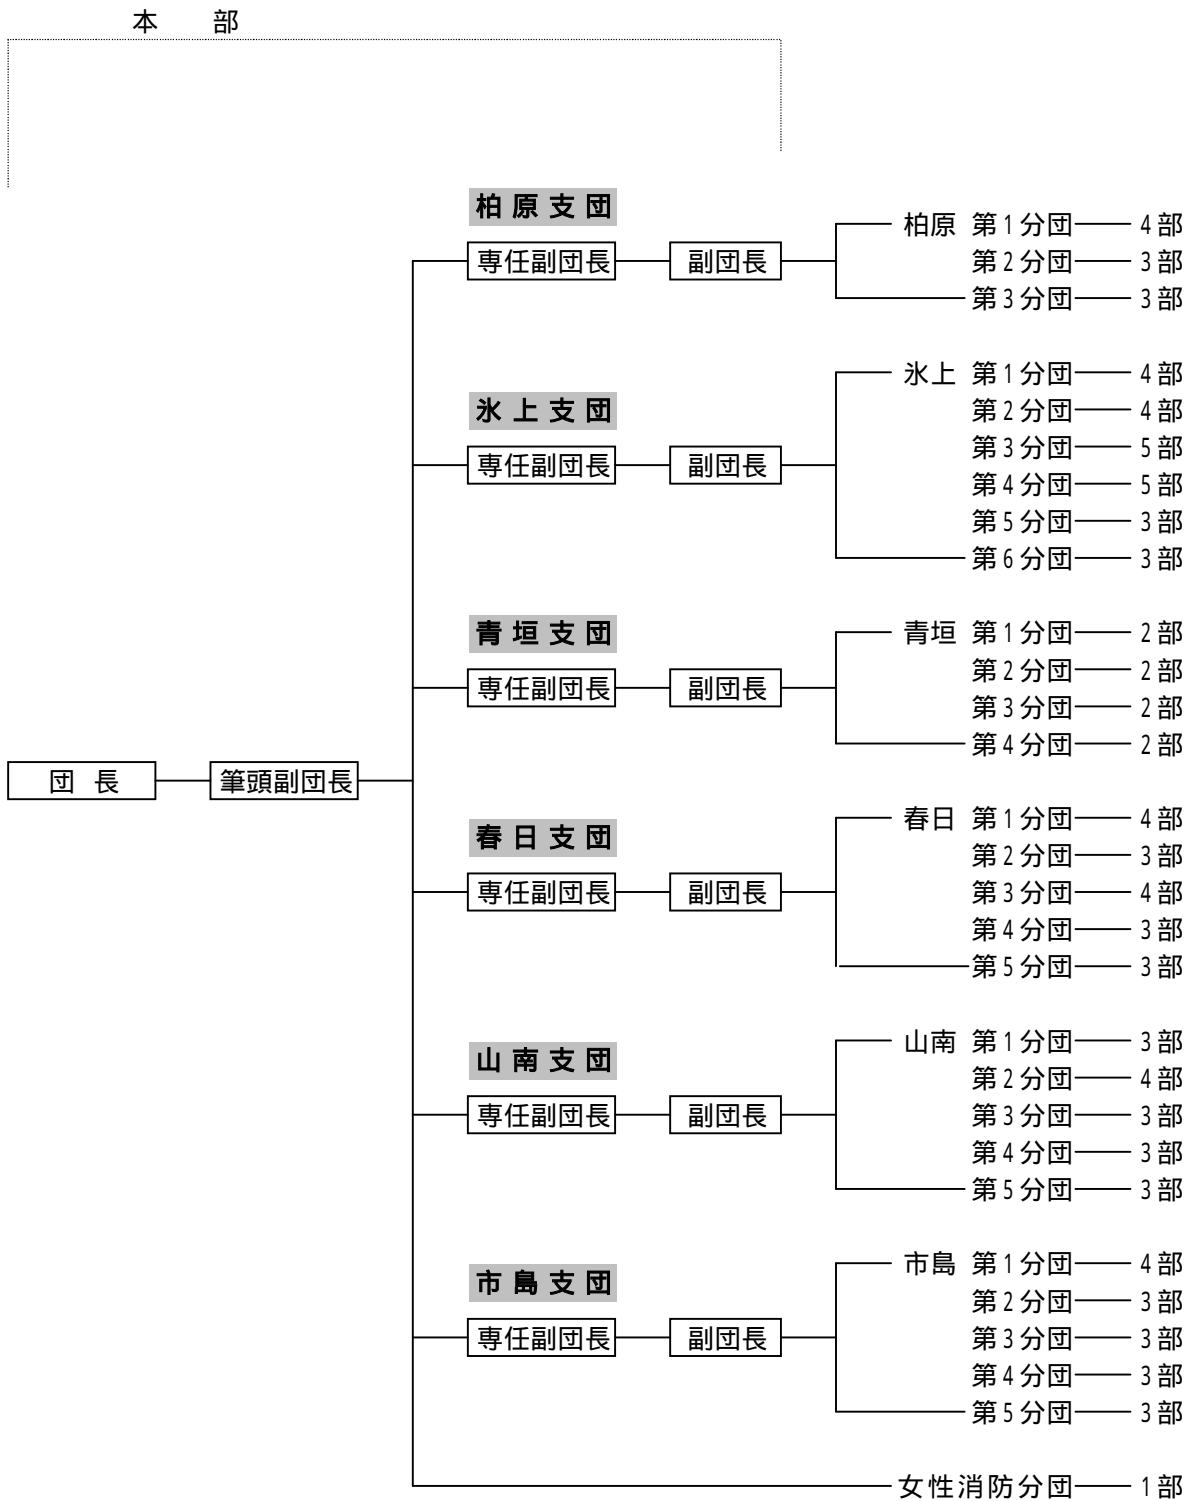 本 部
柏原支団
専任副団長 副団長
柏原 第1分団 4部
第2分団 3部
第3分団 3部
氷上支団
専任副団長 副団長
氷上 第1分団 4部
第2分団 4部
第3分団 5部
第4分団 5部
第5分団 3部
第6分団 3部
青垣支団
専任副団長 副団長
青垣 第1分団 2部
第2分団 2部
第3分団 2部
第4分団 2部
団 長 筆頭副団長
春日支団
専任副団長 副団長
春日 第1分団 4部
第2分団 3部
第3分団 4部
第4分団 3部
第5分団 3部
山南支団
専任副団長 副団長
山南 第1分団 3部
第2分団 4部
第3分団 3部
第4分団 3部
第5分団 3部
市島支団
専任副団長 副団長
市島 第1分団 4部
第2分団 3部
第3分団 3部
第4分団 3部
第5分団 3部
女性消防分団 1部